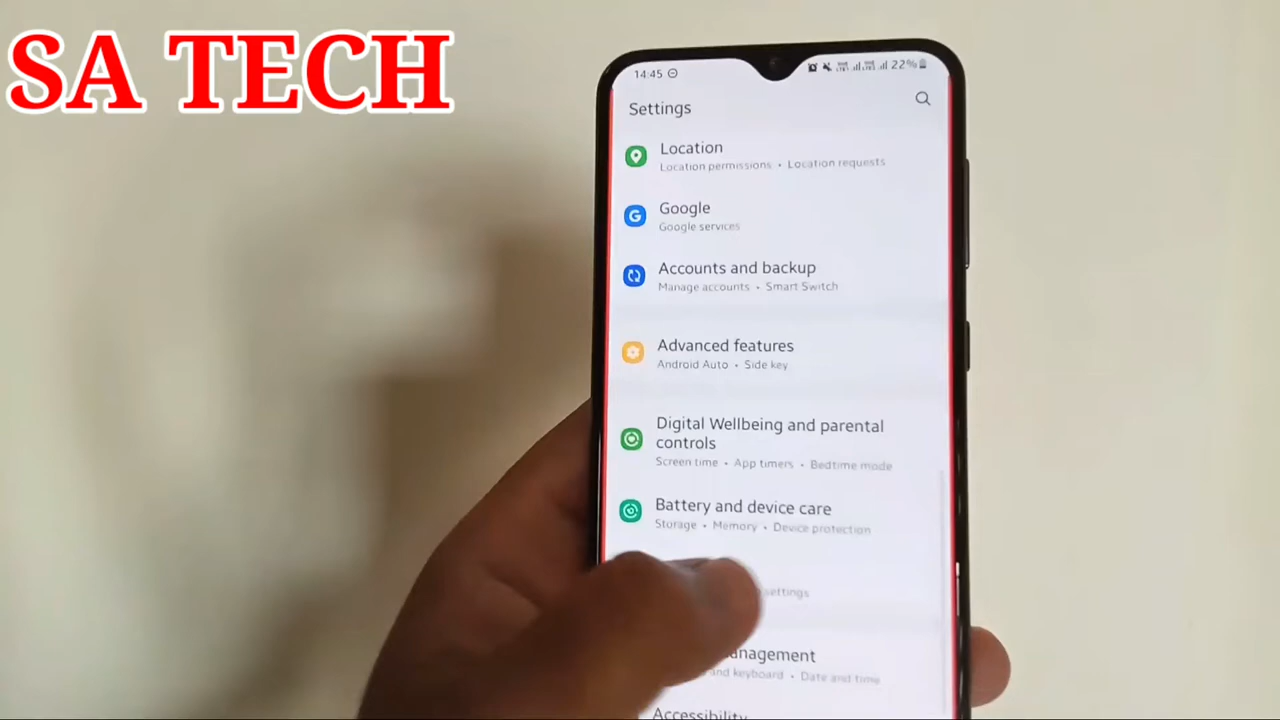 SA TECH
14:45
22%
Settings
Location
Location permissions • Location requests
Google
Google services
Accounts and backup
Manage accounts • Smart Switch
Advanced features
Android Auto • Side key
Digital Wellbeing and parental
controls
Screen time • App timers • Bedtime mode
Battery and device care
Storage • Memory • Device protection
settings
and keyboard • Date and time
Accessibility